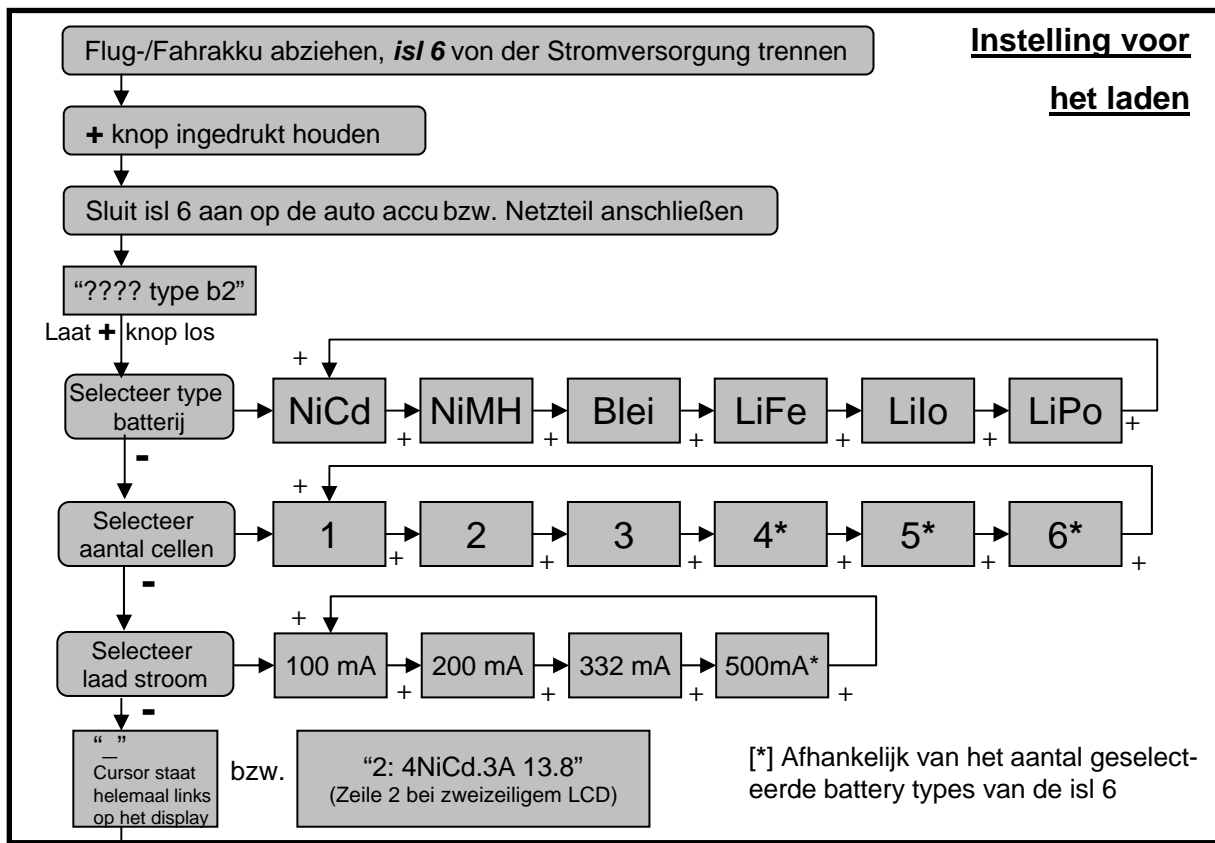 Instelling voor
het laden
Flug-/Fahrakku abziehen, isl 6 von der Stromversorgung trennen
+ knop ingedrukt houden
Sluit isl 6 aan op de auto accu bzw. Netzteil anschließen
“???? type b2”
Laat + knop los
Selecteer type
batterij
+
NiCd
+
NiMH
+
Blei
+
LiFe
+
LiIo
+
LiPo
+
-
Selecteer
aantal cellen
+
1
+
2
+
3
+
4*
+
5*
+
6*
+
-
Selecteer
laad stroom
+
100 mA
+
200 mA
+
332 mA
+
500mA*
+
-
“_”
Cursor staat
helemaal links
op het display
bzw.
“2: 4NiCd.3A 13.8”
(Zeile 2 bei zweizeiligem LCD)
[*] Afhankelijk van het aantal geselect-
eerde battery types van de isl 6